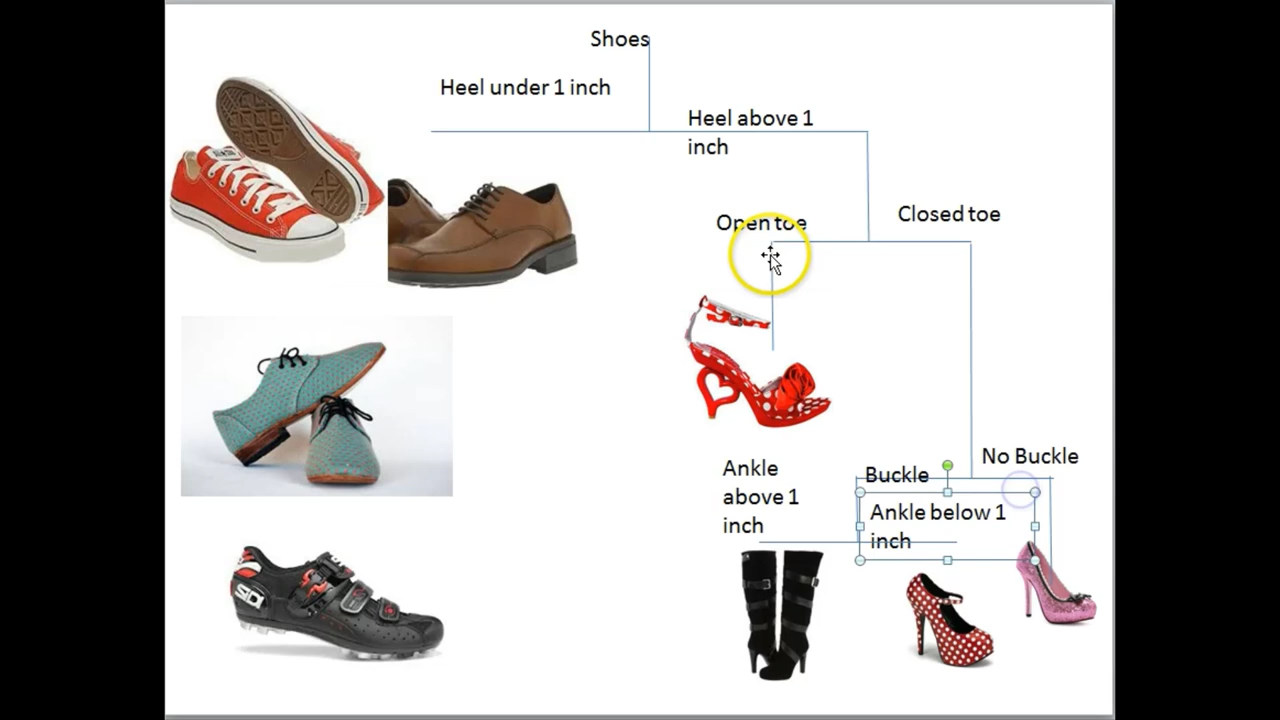 Shoes
Heel under 1 inch
Heel above 1
inch
Open toe
Closed toe
No Buckle
Buckle
Ankle
above 1
inch
Ankle below 1
inch
SIDI